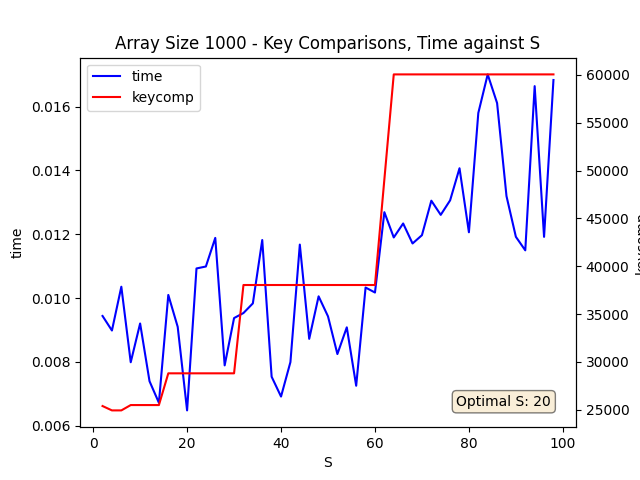 Array Size 1000 - Key Comparisons, Time against S
time
keycomp
0.016
0.014
0.012
0.010
0.008
0.006
time
60000
55000
50000
45000
40000
35000
30000
25000
keycomp
Optimal S: 20
0
20
40
60
80
100
S